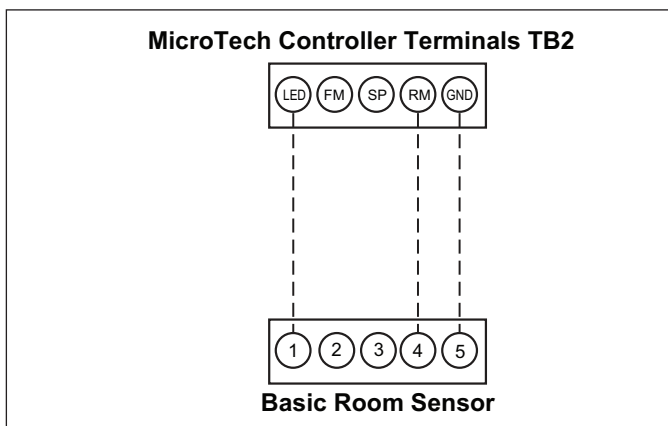 MicroTech Controller Terminals TB2
LED FM SP RM GND
1 2 3 4 5
Basic Room Sensor